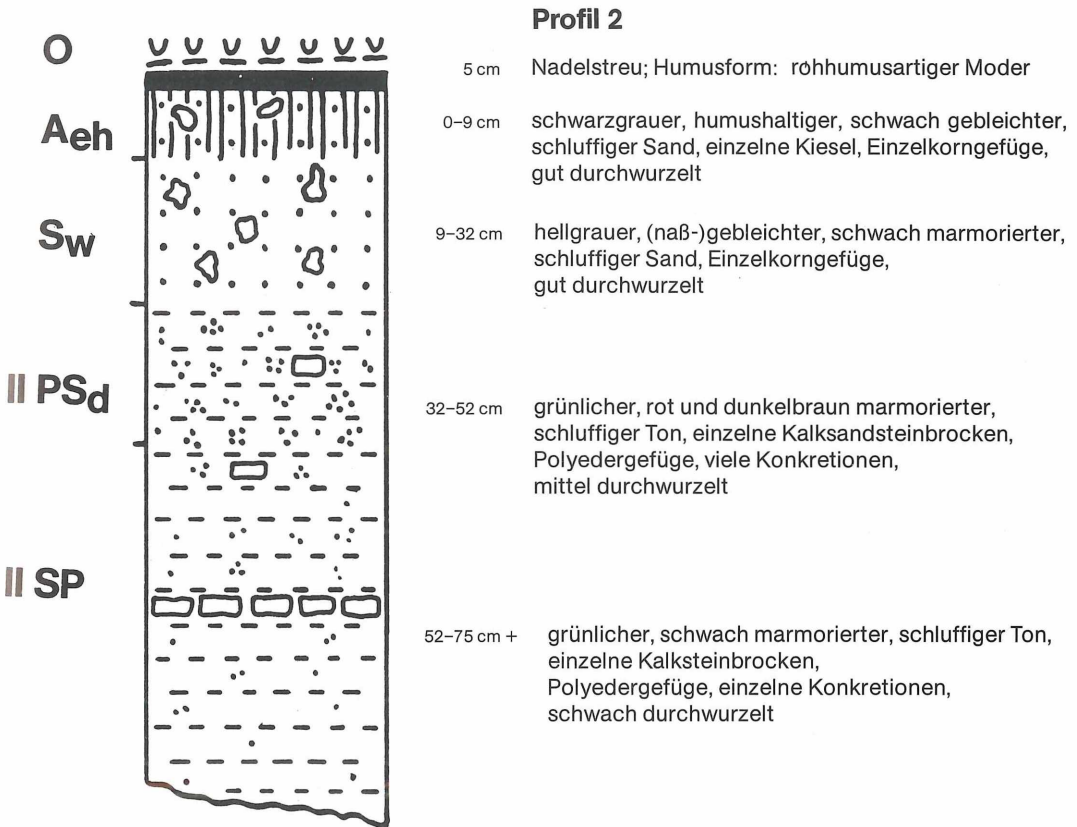 Profil 2
O
5 cm Nadelstreu; Humusform: rohhumusartiger Moder
Aeh
0–9 cm schwarzgrauer, humushaltiger, schwach gebleichter,
schluffiger Sand, einzelne Kiesel, Einzelkorngefüge,
gut durchwurzelt
Sw
9–32 cm hellgrauer, (naß-)gebleichter, schwach marmorierter,
schluffiger Sand, Einzelkorngefüge,
gut durchwurzelt
II PSd
32–52 cm grünlicher, rot und dunkelbraun marmorierter,
schluffiger Ton, einzelne Kalksandsteinbrocken,
Polyedergefüge, viele Konkretionen,
mittel durchwurzelt
II SP
52–75 cm + grünlicher, schwach marmorierter, schluffiger Ton,
einzelne Kalksteinbrocken,
Polyedergefüge, einzelne Konkretionen,
schwach durchwurzelt